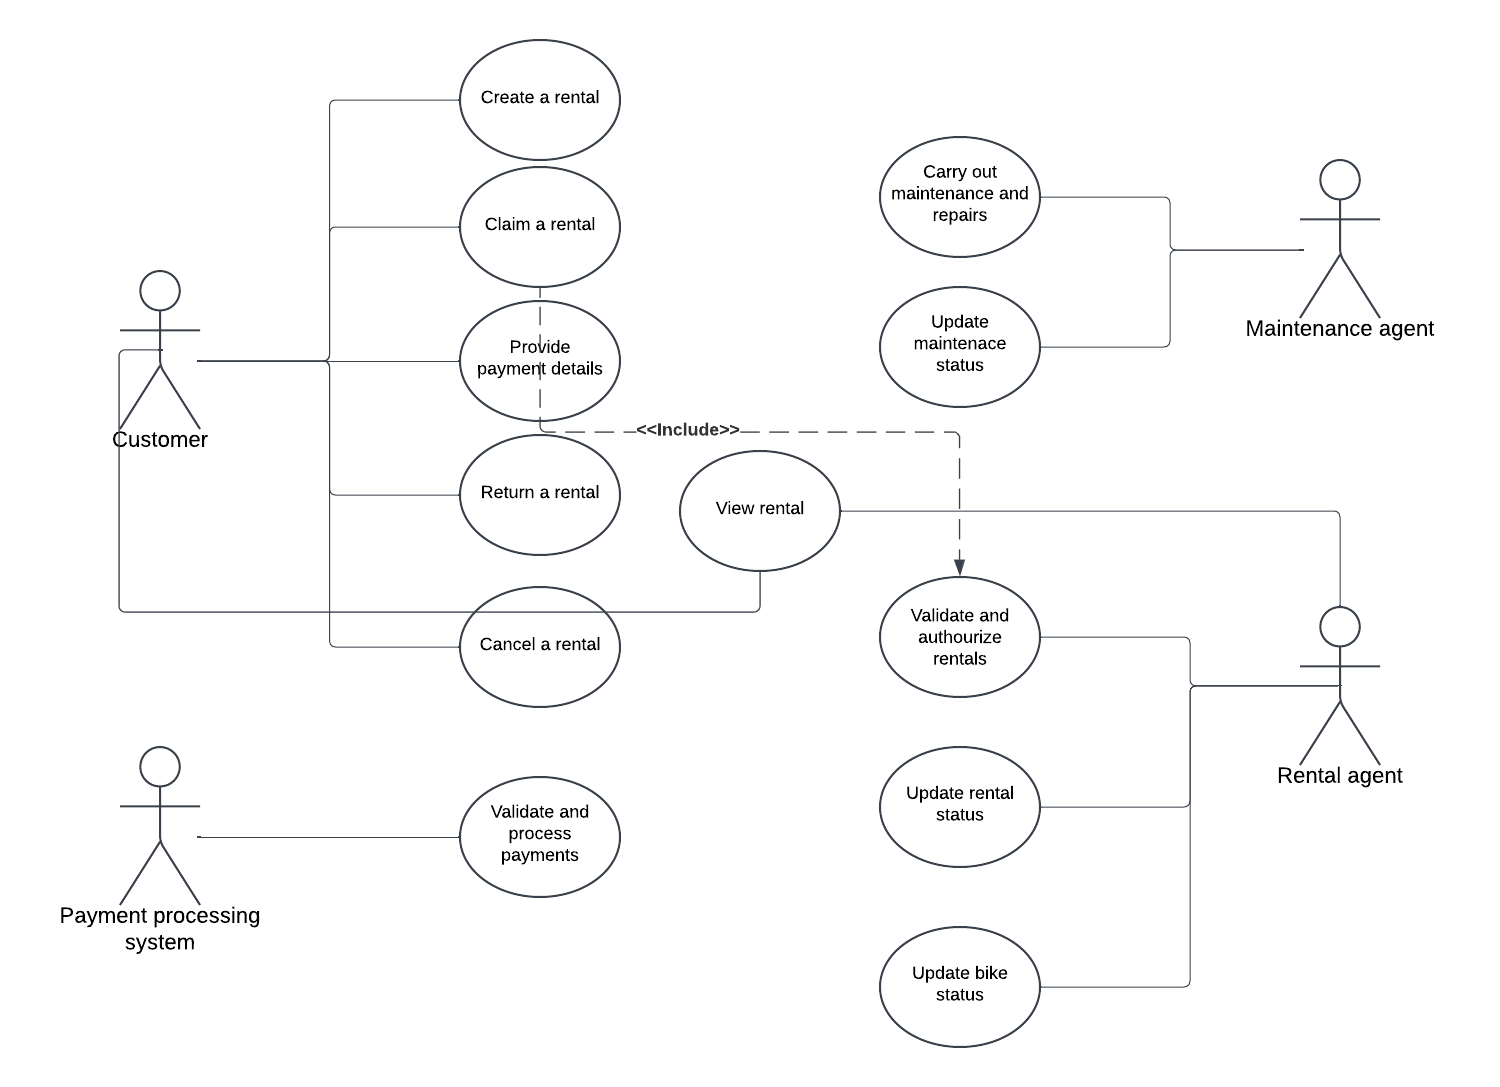 Create a rental
Claim a rental
Provide
payment details
Return a rental
Cancel a rental
Customer
<<Include>>
View rental
Carry out
maintenance and
repairs
Update
maintenace
status
Maintenance agent
Validate and
authourize
rentals
Update rental
status
Update bike
status
Rental agent
Validate and
process
payments
Payment processing
system